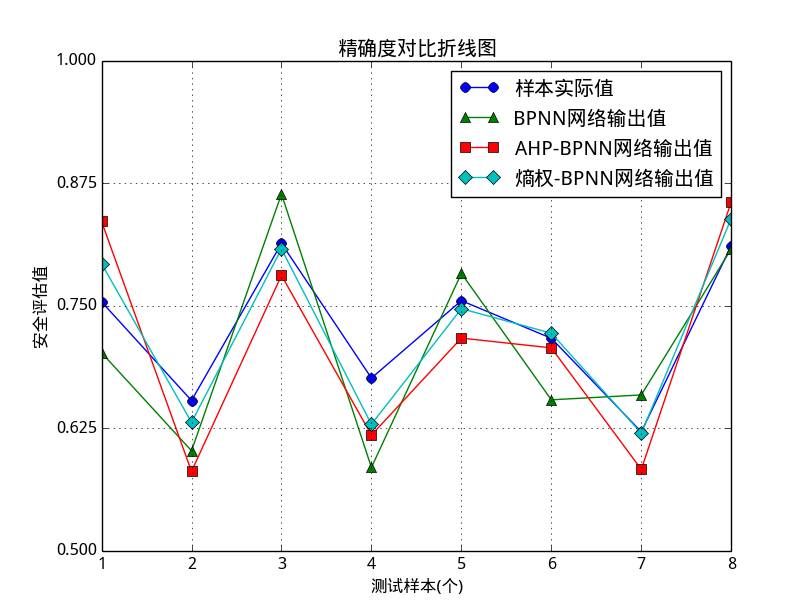 精确度对比折线图
样本实际值
BPNN网络输出值
AHP-BPNN网络输出值
熵权-BPNN网络输出值
安全评估值
1.000
0.875
0.750
0.625
0.500
1 2 3 4 5 6 7 8
测试样本(个)